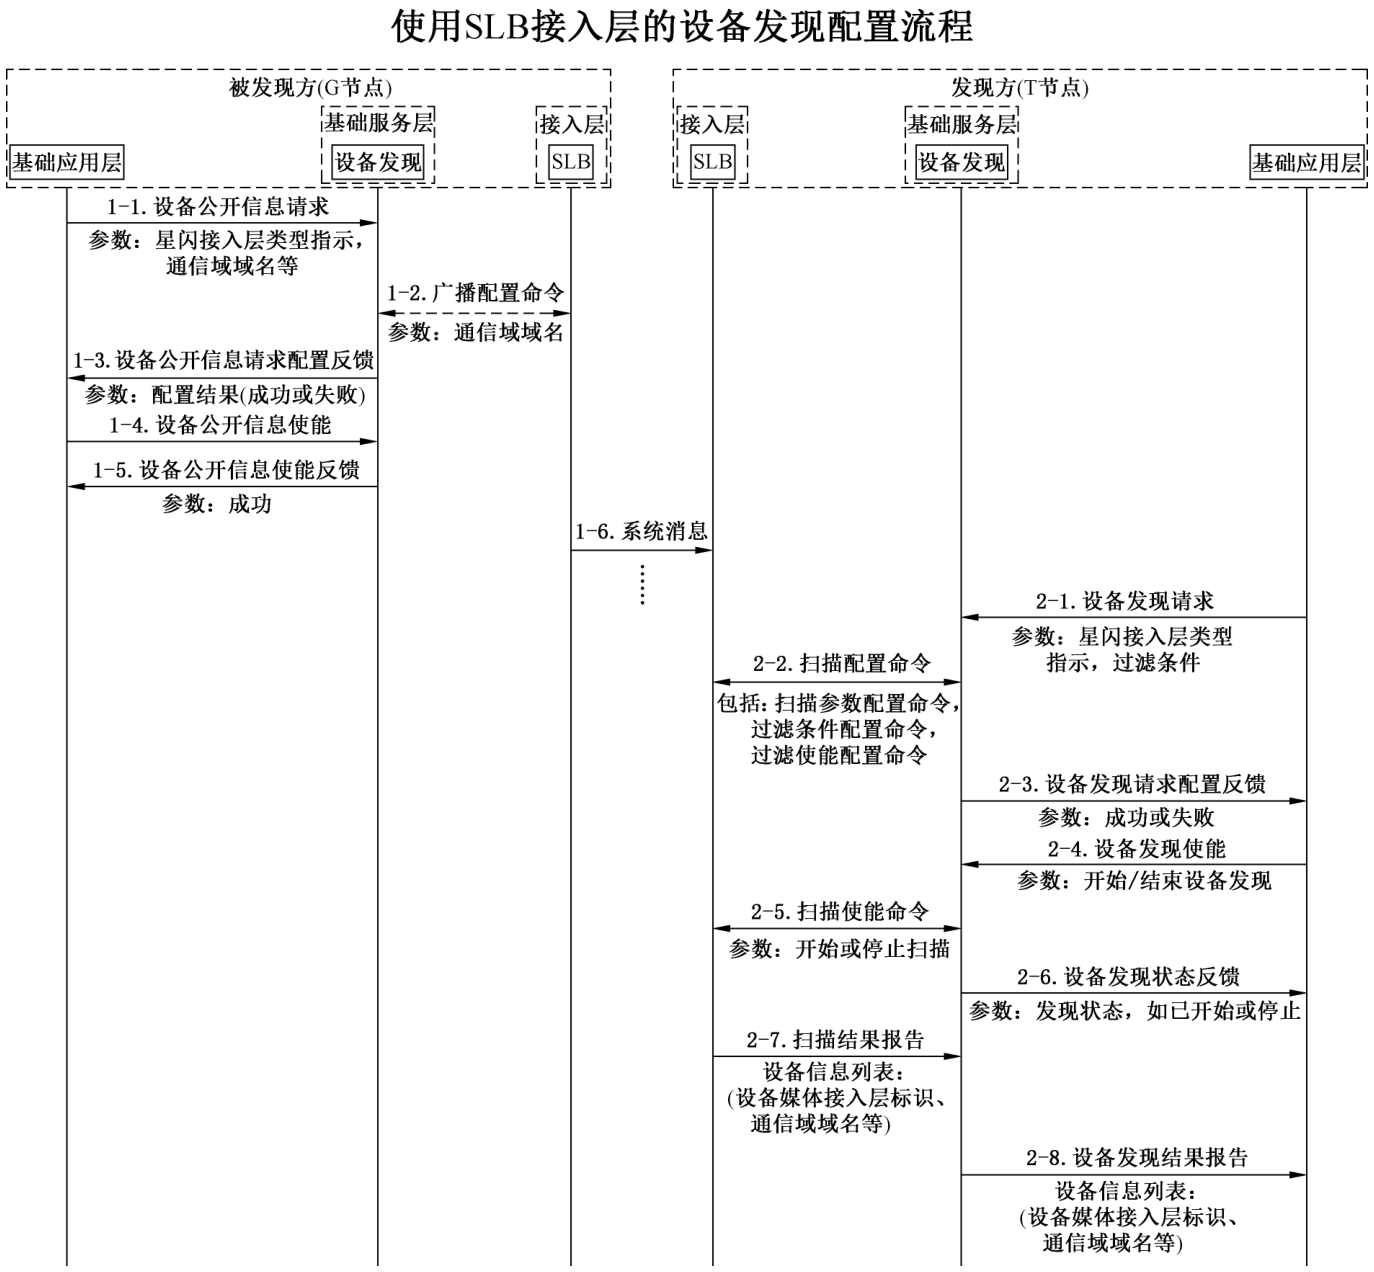 使用SLB接入层的设备发现配置流程
被发现方(G节点)
发现方(T节点)
基础服务层
接入层
接入层
基础服务层
基础应用层
设备发现
SLB
SLB
设备发现
基础应用层
1-1.设备公开信息请求
参数：星闪接入层类型指示，
通信域域名等
1-2.广播配置命令
参数：通信域域名
1-3.设备公开信息请求配置反馈
参数：配置结果(成功或失败)
1-4.设备公开信息使能
1-5.设备公开信息使能反馈
参数：成功
1-6.系统消息
2-1.设备发现请求
参数：星闪接入层类型
指示，过滤条件
2-2.扫描配置命令
包括：扫描参数配置命令，
过滤条件配置命令，
过滤使能配置命令
2-3.设备发现请求配置反馈
参数：成功或失败
2-4.设备发现使能
参数：开始/结束设备发现
2-5.扫描使能命令
参数：开始或停止扫描
2-6.设备发现状态反馈
参数：发现状态，如已开始或停止
2-7.扫描结果报告
设备信息列表：
(设备媒体接入层标识、
通信域域名等)
2-8.设备发现结果报告
设备信息列表：
(设备媒体接入层标识、
通信域域名等)